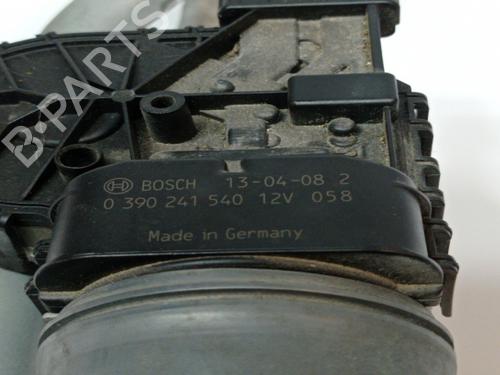 B-PARTS
BOSCH 13-04-08 2
0 390 241 540 12V 058
Made in Germany